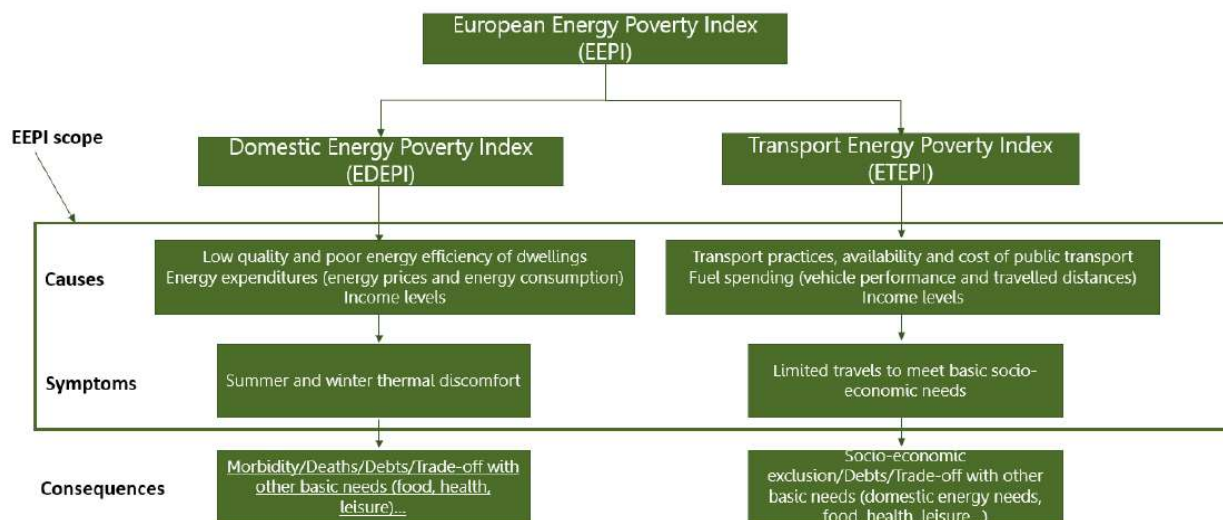 European Energy Poverty Index
(EEPI)
EEPI scope
Domestic Energy Poverty Index
(EDEPI)
Transport Energy Poverty Index
(ETEPI)
Causes
Low quality and poor energy efficiency of dwellings
Energy expenditures (energy prices and energy consumption)
Income levels
Transport practices, availability and cost of public transport
Fuel spending (vehicle performance and travelled distances)
Income levels
Symptoms
Summer and winter thermal discomfort
Limited travels to meet basic socio-
economic needs
Consequences
Morbidity/Deaths/Debts/Trade-off with
other basic needs (food, health,
leisure)...
Socio-economic
exclusion/Debts/Trade-off with other
basic needs (domestic energy needs,
food, health, leisure...)